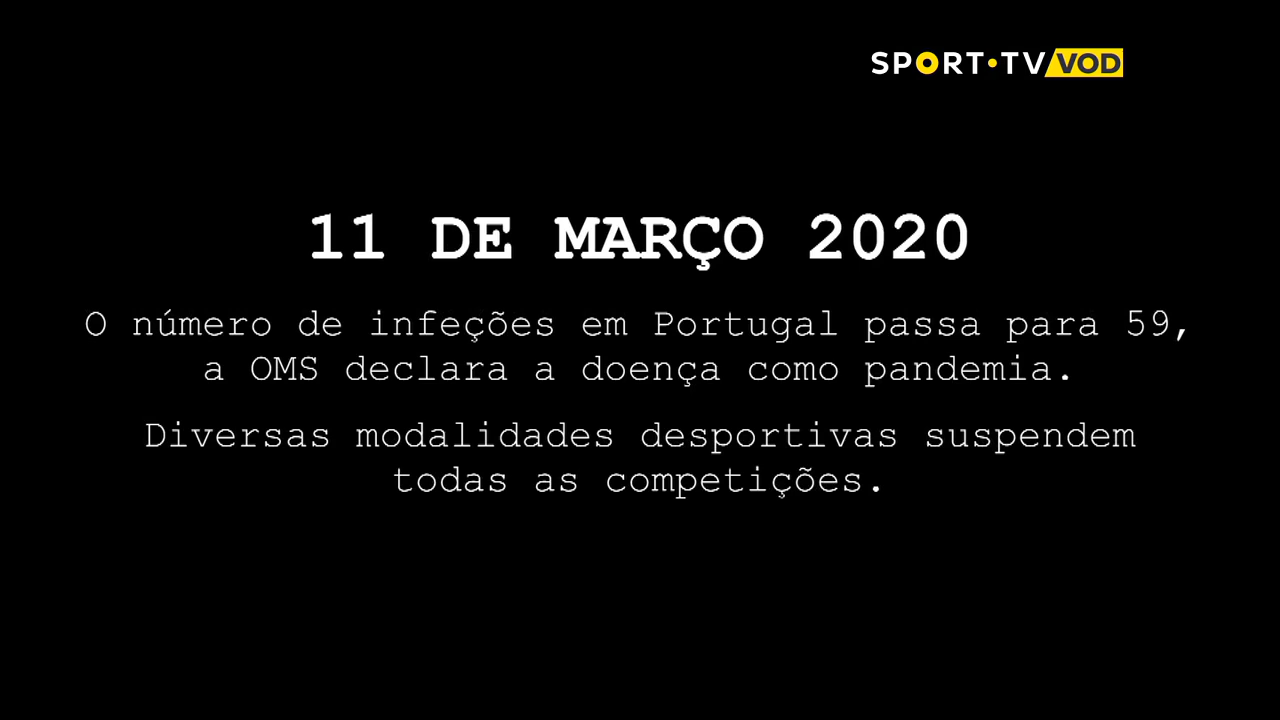 SPORT•TV VOD
11 DE MARÇO 2020
O número de infeções em Portugal passa para 59,
a OMS declara a doença como pandemia.
Diversas modalidades desportivas suspendem
todas as competições.